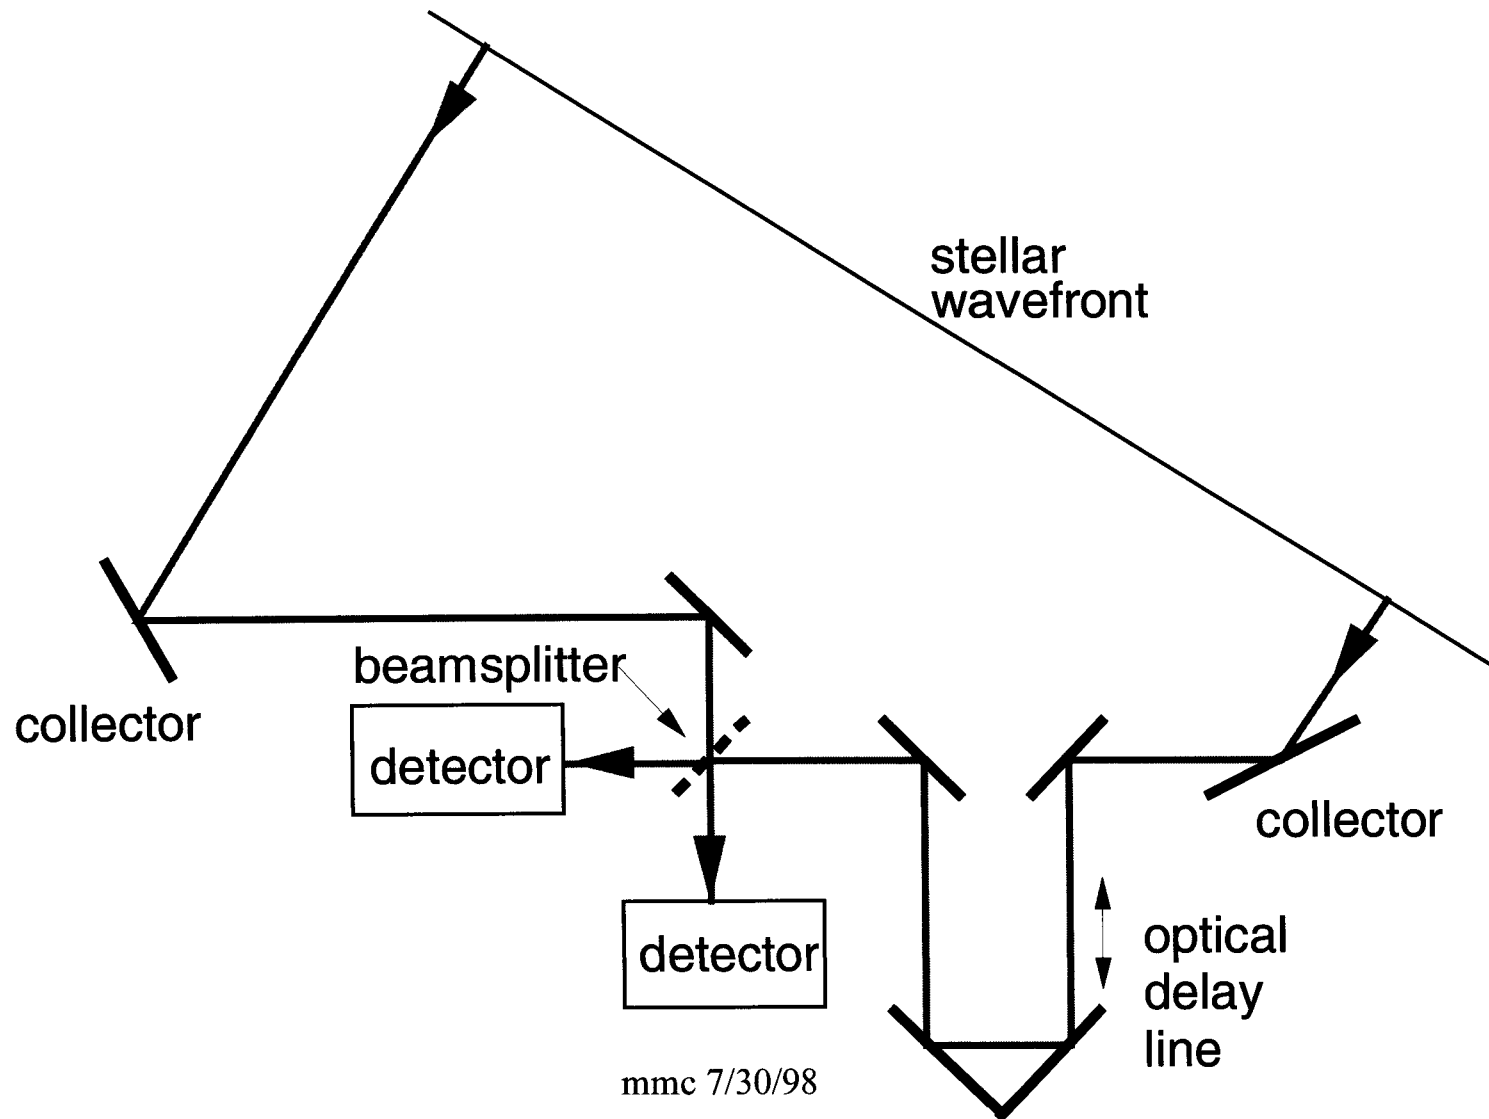 stellar
wavefront
beamsplitter
collector
detector
collector
detector
optical
delay
line
mmc 7/30/98